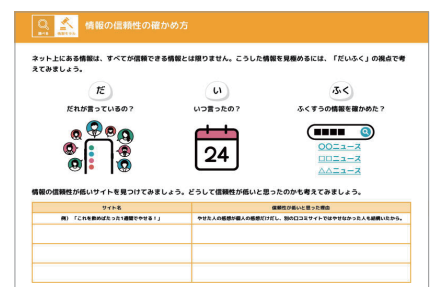 情報の信頼性の確かめ方
ネット上にある情報は、すべてが信頼できる情報とは限りません。こうした情報を見極めるには、「だいふく」の視点で考
えてみましょう。
だ
い
ふく
だれが言っているの？
いつ言ったの？
ふくすうの情報を確かめた？
24
〇〇ニュース
□□ニュース
△△ニュース
情報の信頼性が低いサイトを見つけてみましょう。どうして信頼性が低いと思ったのかも考えてみましょう。
サイト名
信頼性が低いと思った理由
例）「これを飲めばたった1週間でやせる！」
やせた人の感想が個人の感想だけだし、別の口コミサイトではやせなかった人も結構いたから。